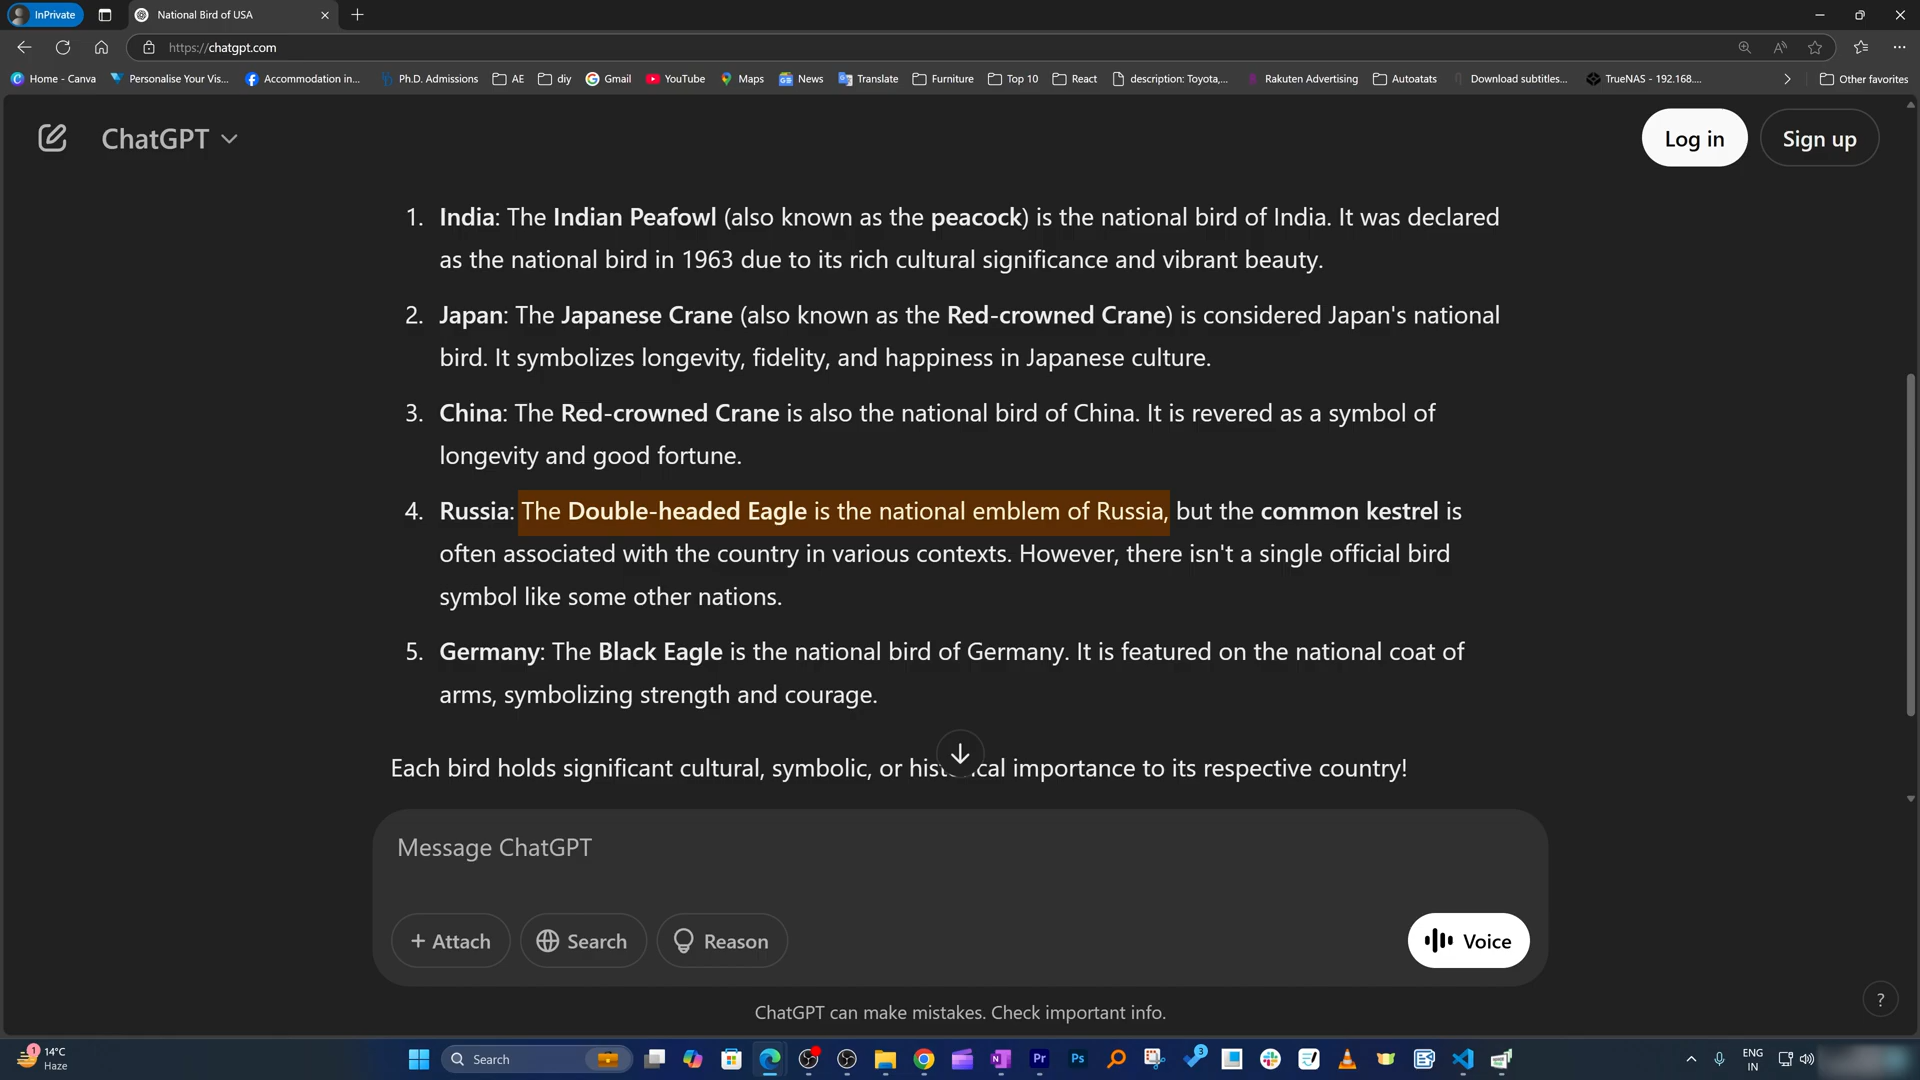 InPrivate
National Bird of USA
https://chatgpt.com
Home - Canva
Personalise Your Vis...
Accommodation in...
Ph.D. Admissions
AE
diy
Gmail
YouTube
Maps
News
Translate
Furniture
Top 10
React
description: Toyota,...
Rakuten Advertising
Autoatats
Download subtitles...
TrueNAS - 192.168....
Other favorites
ChatGPT
Log in
Sign up
1. India: The Indian Peafowl (also known as the peacock) is the national bird of India. It was declared
as the national bird in 1963 due to its rich cultural significance and vibrant beauty.
2. Japan: The Japanese Crane (also known as the Red-crowned Crane) is considered Japan's national
bird. It symbolizes longevity, fidelity, and happiness in Japanese culture.
3. China: The Red-crowned Crane is also the national bird of China. It is revered as a symbol of
longevity and good fortune.
4. Russia: The Double-headed Eagle is the national emblem of Russia, but the common kestrel is
often associated with the country in various contexts. However, there isn't a single official bird
symbol like some other nations.
5. Germany: The Black Eagle is the national bird of Germany. It is featured on the national coat of
arms, symbolizing strength and courage.
Each bird holds significant cultural, symbolic, or historical importance to its respective country!
Message ChatGPT
+ Attach
Search
Reason
Voice
ChatGPT can make mistakes. Check important info.
?
1
14°C
Haze
Search
Pr
Ps
3
ENG
IN